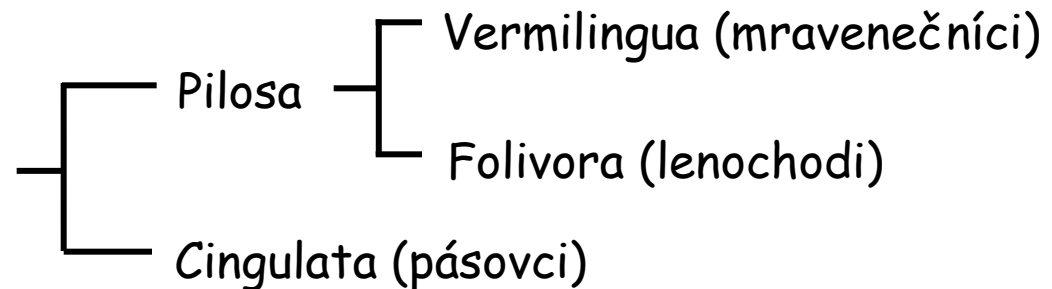 Vermilingua (mravenečníci)
Pilosa
Folivora (lenochodi)
Cingulata (pásovci)